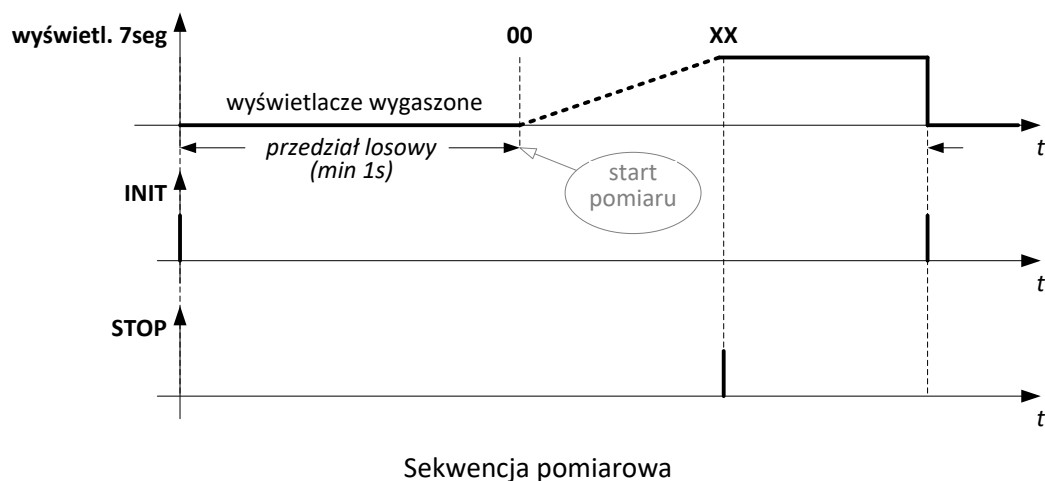 wyświetl. 7seg
00
XX
wyświetlacze wygaszone
t
przedział losowy
(min 1s)
start
pomiaru
INIT
t
STOP
t
Sekwencja pomiarowa